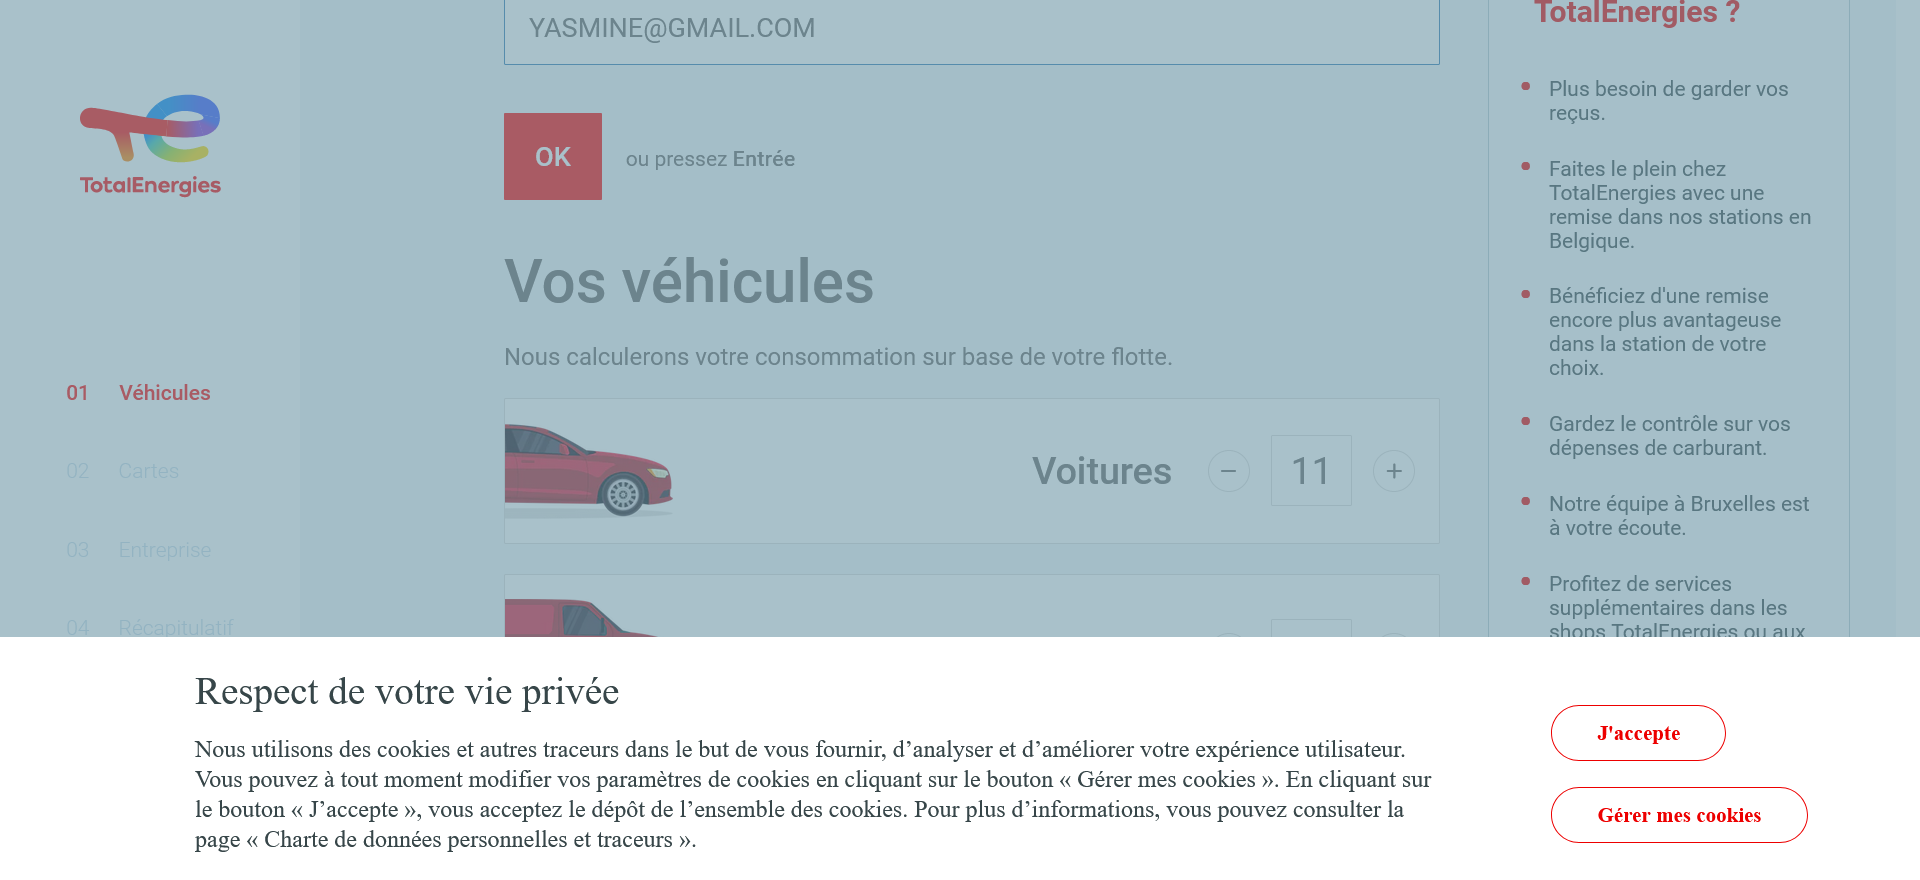 YASMINE@GMAIL.COM
OK
ou pressez Entrée
TotalEnergies
01 Véhicules
02 Cartes
03 Entreprise
04 Récapitulatif
Vos véhicules
Nous calculerons votre consommation sur base de votre flotte.
Voitures
11
TotalEnergies ?
Plus besoin de garder vos
reçus.
Faites le plein chez
TotalEnergies avec une
remise dans nos stations en
Belgique.
Bénéficiez d'une remise
encore plus avantageuse
dans la station de votre
choix.
Gardez le contrôle sur vos
dépenses de carburant.
Notre équipe à Bruxelles est
à votre écoute.
Profitez de services
supplémentaires dans les
shops TotalEnergies ou aux
Respect de votre vie privée
Nous utilisons des cookies et autres traceurs dans le but de vous fournir, d’analyser et d’améliorer votre expérience utilisateur.
Vous pouvez à tout moment modifier vos paramètres de cookies en cliquant sur le bouton « Gérer mes cookies ». En cliquant sur
le bouton « J’accepte », vous acceptez le dépôt de l’ensemble des cookies. Pour plus d’informations, vous pouvez consulter la
page « Charte de données personnelles et traceurs ».
J'accepte
Gérer mes cookies